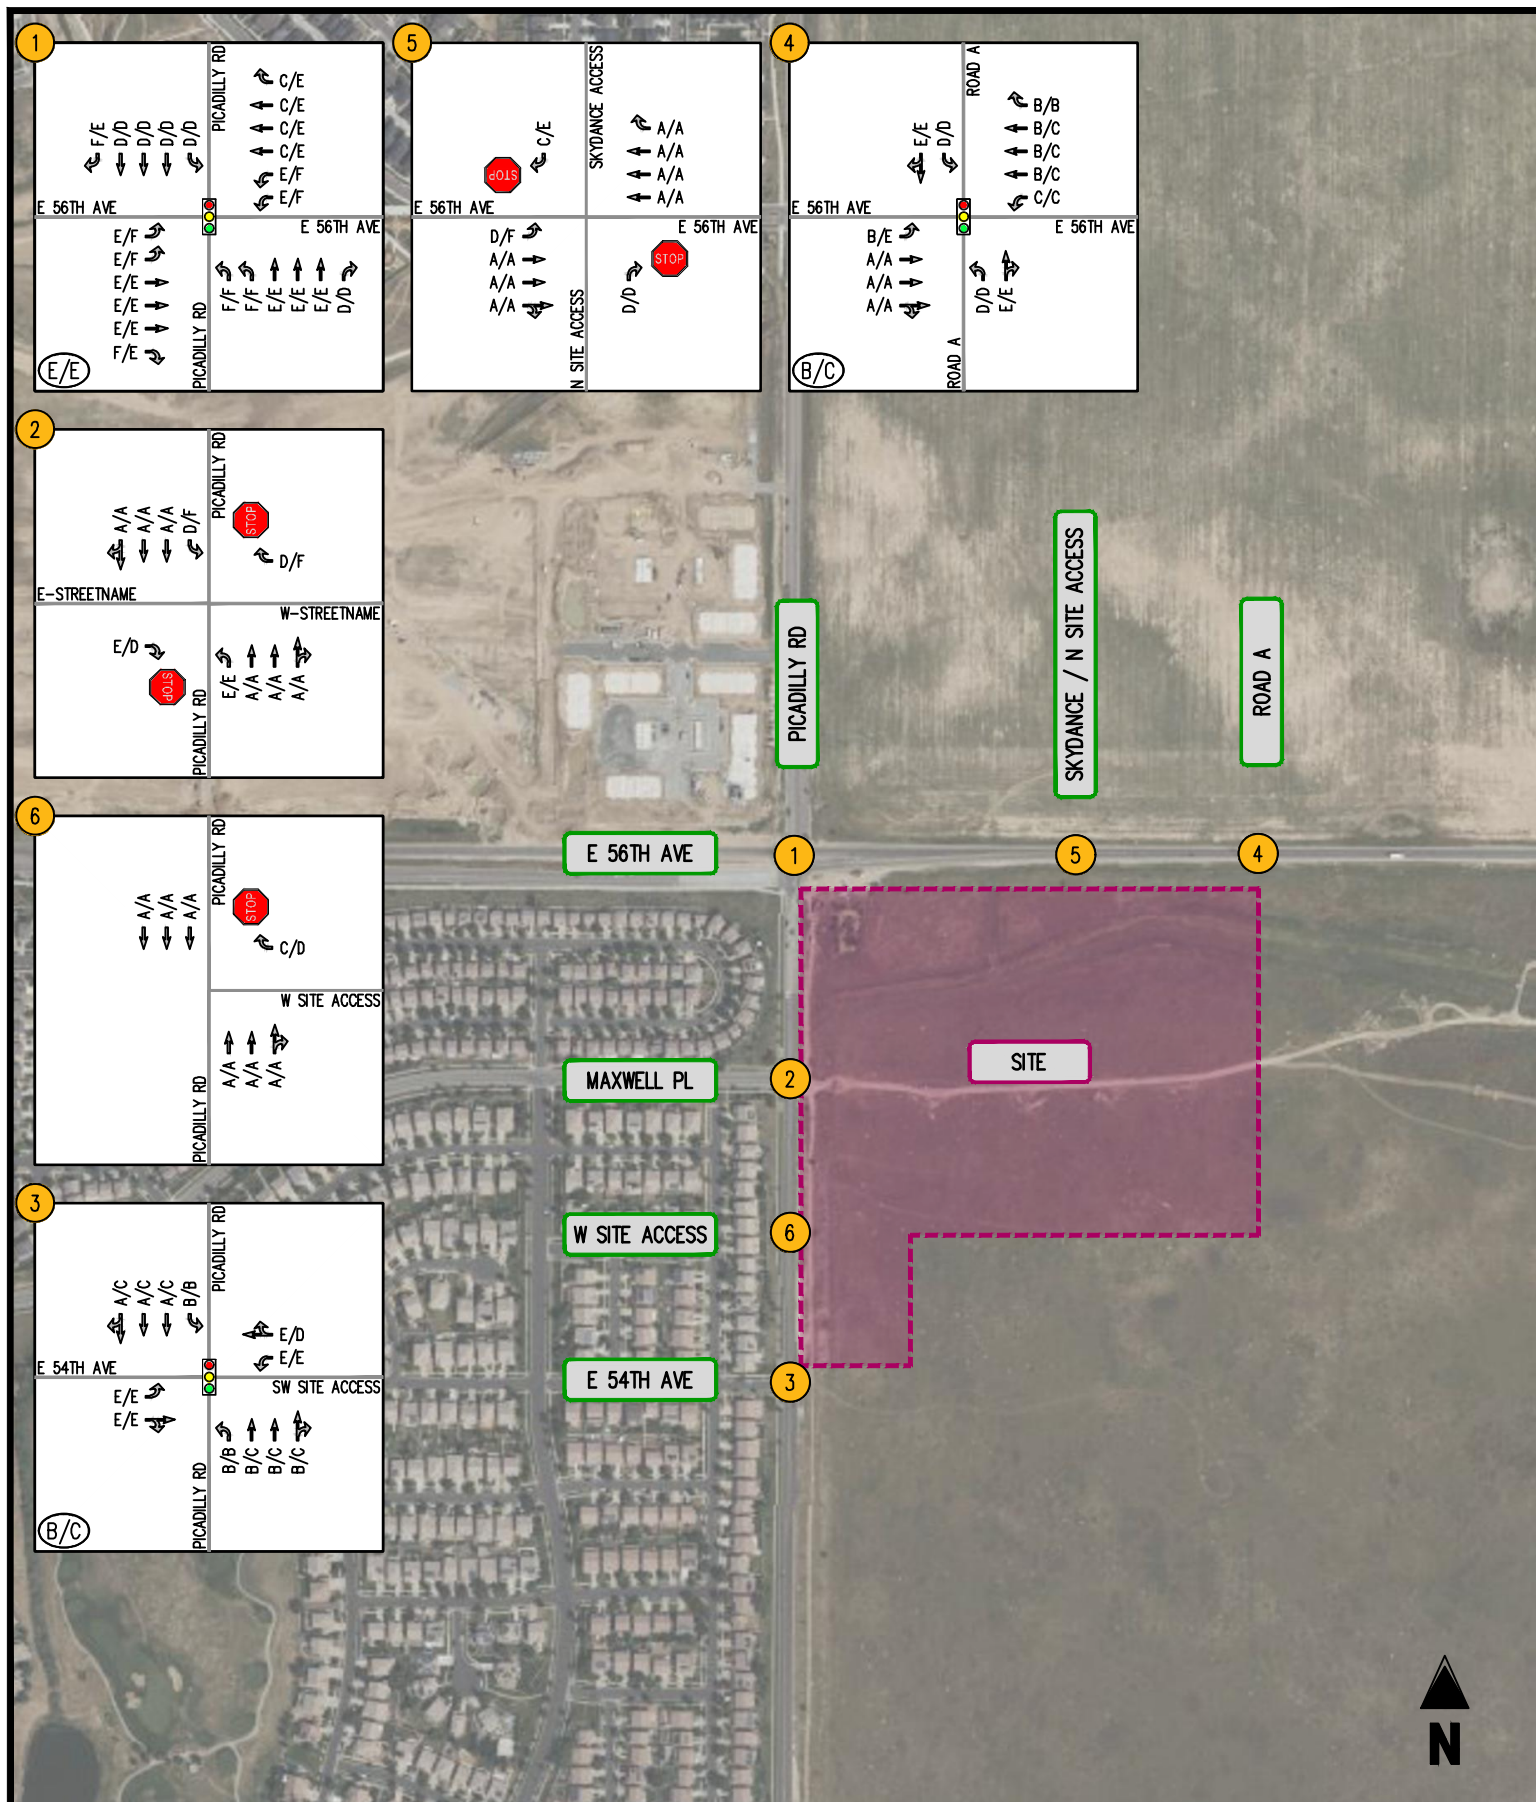 1
PICADILLY RD
C/E
C/E
C/E
C/E
E/F
E/F
F/E
D/D
D/D
D/D
D/D
E 56TH AVE
E 56TH AVE
E/F
E/F
E/E
E/E
E/E
F/E
F/F
F/F
E/E
E/E
E/E
D/D
PICADILLY RD
E/E
5
SKYDANCE ACCESS
C/E
STOP
A/A
A/A
A/A
A/A
E 56TH AVE
E 56TH AVE
D/F
A/A
A/A
A/A
D/D
STOP
N SITE ACCESS
4
ROAD A
E/E
D/D
B/B
B/C
B/C
B/C
C/C
E 56TH AVE
E 56TH AVE
B/E
A/A
A/A
A/A
D/D
E/E
ROAD A
B/C
2
PICADILLY RD
A/A
A/A
A/A
D/F
STOP
D/F
E-STREETNAME
W-STREETNAME
E/D
STOP
E/E
A/A
A/A
A/A
PICADILLY RD
6
PICADILLY RD
A/A
A/A
A/A
STOP
C/D
W SITE ACCESS
A/A
A/A
A/A
PICADILLY RD
3
PICADILLY RD
A/C
A/C
A/C
B/B
E/D
E/E
E 54TH AVE
SW SITE ACCESS
E/E
E/E
B/B
B/C
B/C
B/C
PICADILLY RD
B/C
PICADILLY RD
SKYDANCE / N SITE ACCESS
ROAD A
E 56TH AVE
1
5
4
SITE
MAXWELL PL
2
W SITE ACCESS
6
E 54TH AVE
3
N